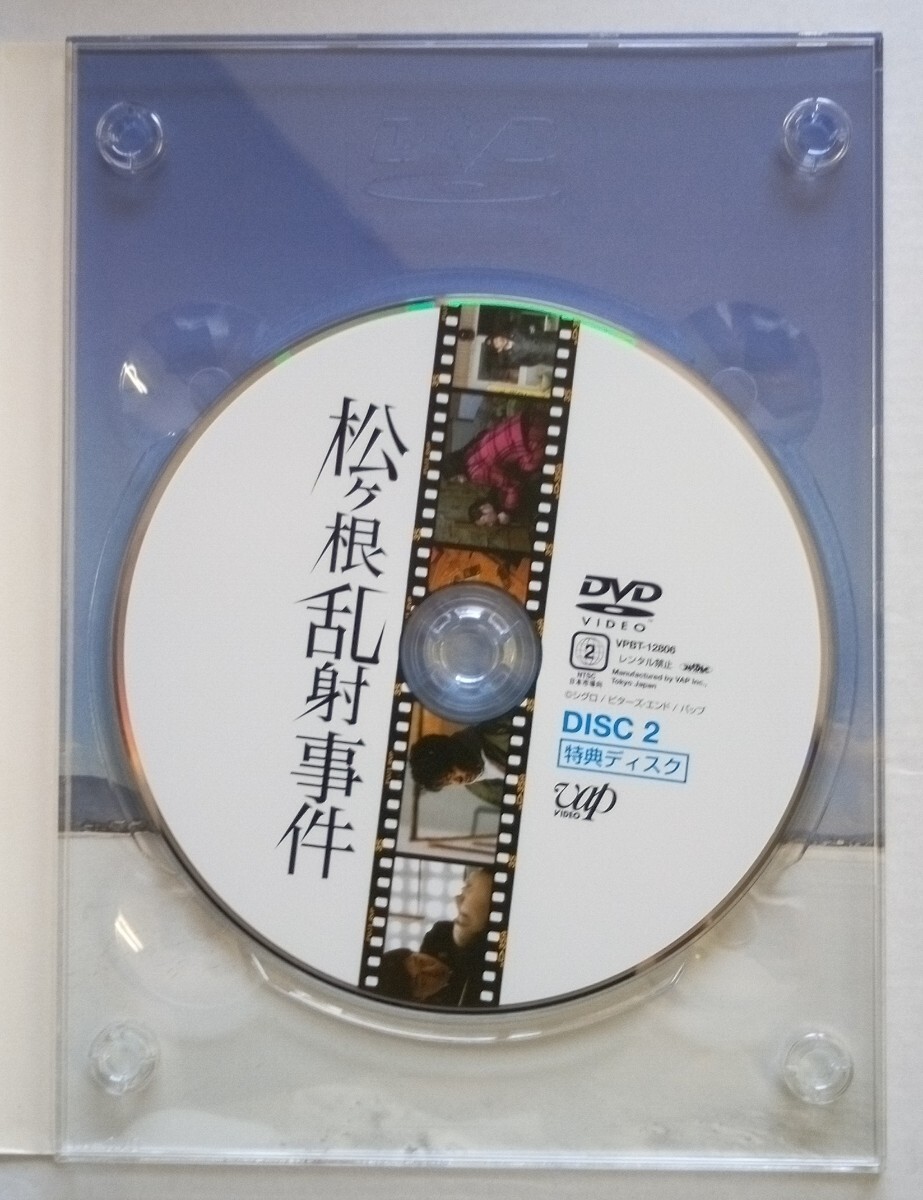 DVD
松ヶ根乱射事件
DVD
VIDEO™
2
NTSC
日本市場向
VPBT-12806
レンタル禁止
Manufactured by VAP Inc.,
Tokyo Japan
©シグロ / ビターズ・エンド / バップ
DISC 2
特典ディスク
vap
VIDEO